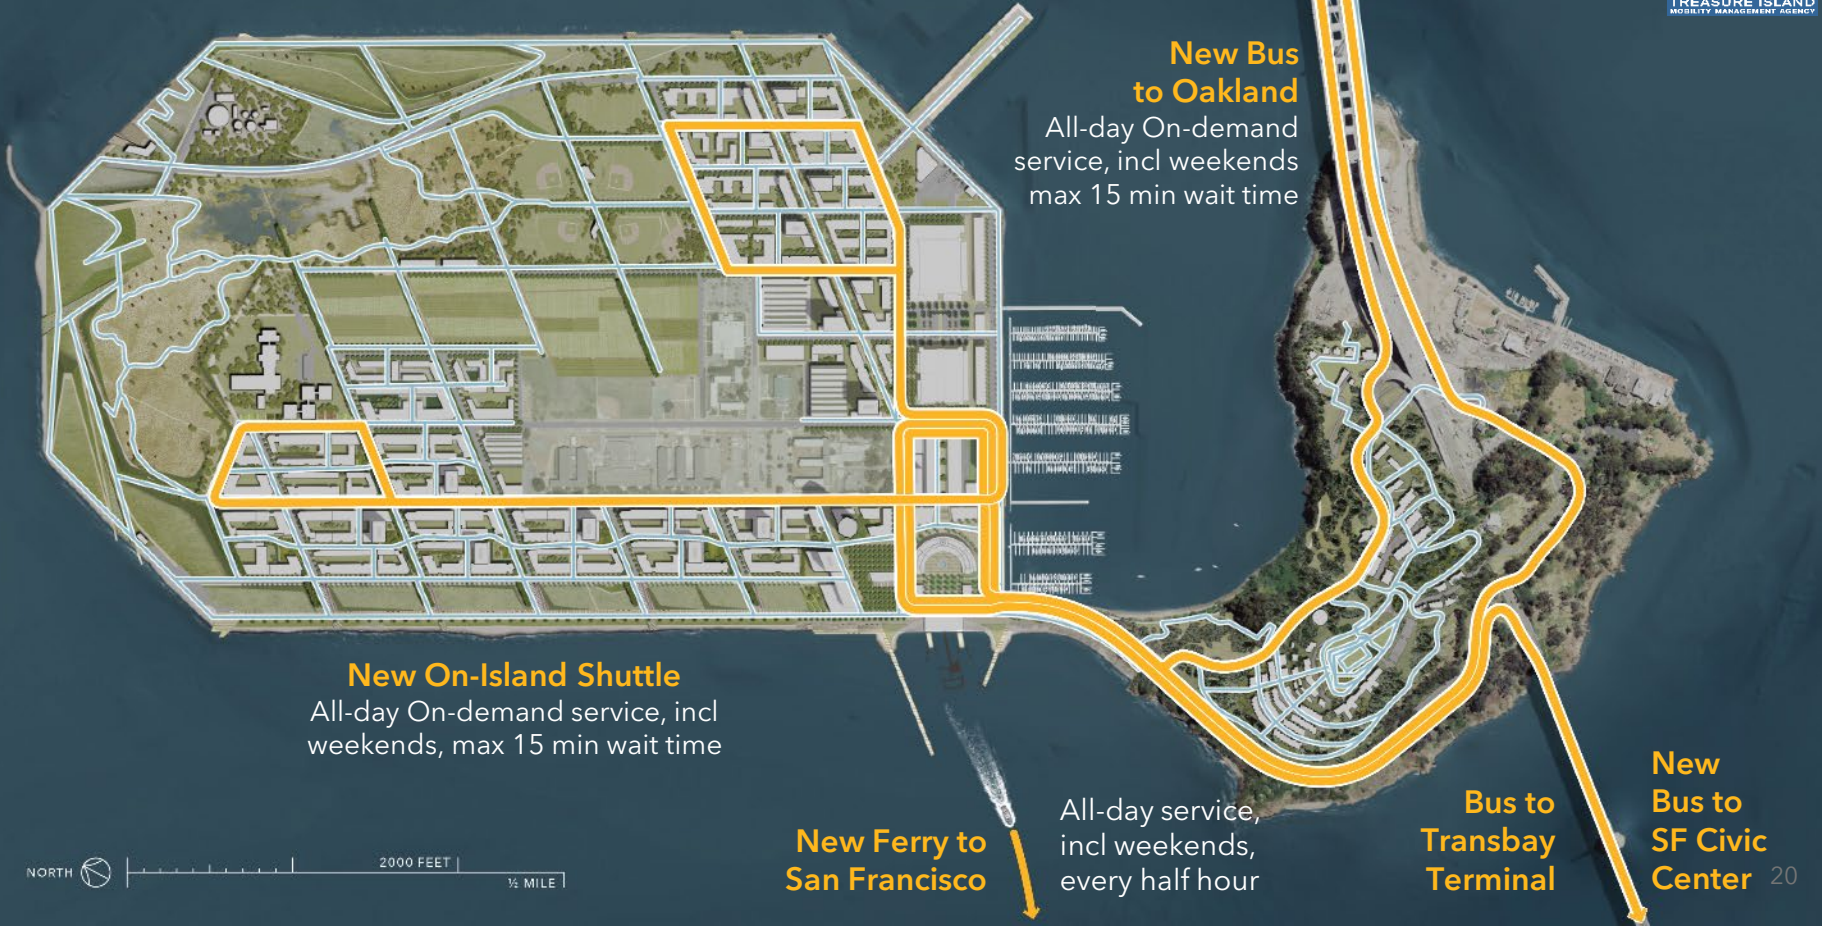 TREASURE ISLAND
MOBILITY MANAGEMENT AGENCY
New Bus
to Oakland
All-day On-demand
service, incl weekends
max 15 min wait time
New On-Island Shuttle
All-day On-demand service, incl
weekends, max 15 min wait time
New Ferry to
San Francisco
All-day service,
incl weekends,
every half hour
Bus to
Transbay
Terminal
New
Bus to
SF Civic
Center
20
NORTH
2000 FEET
½ MILE